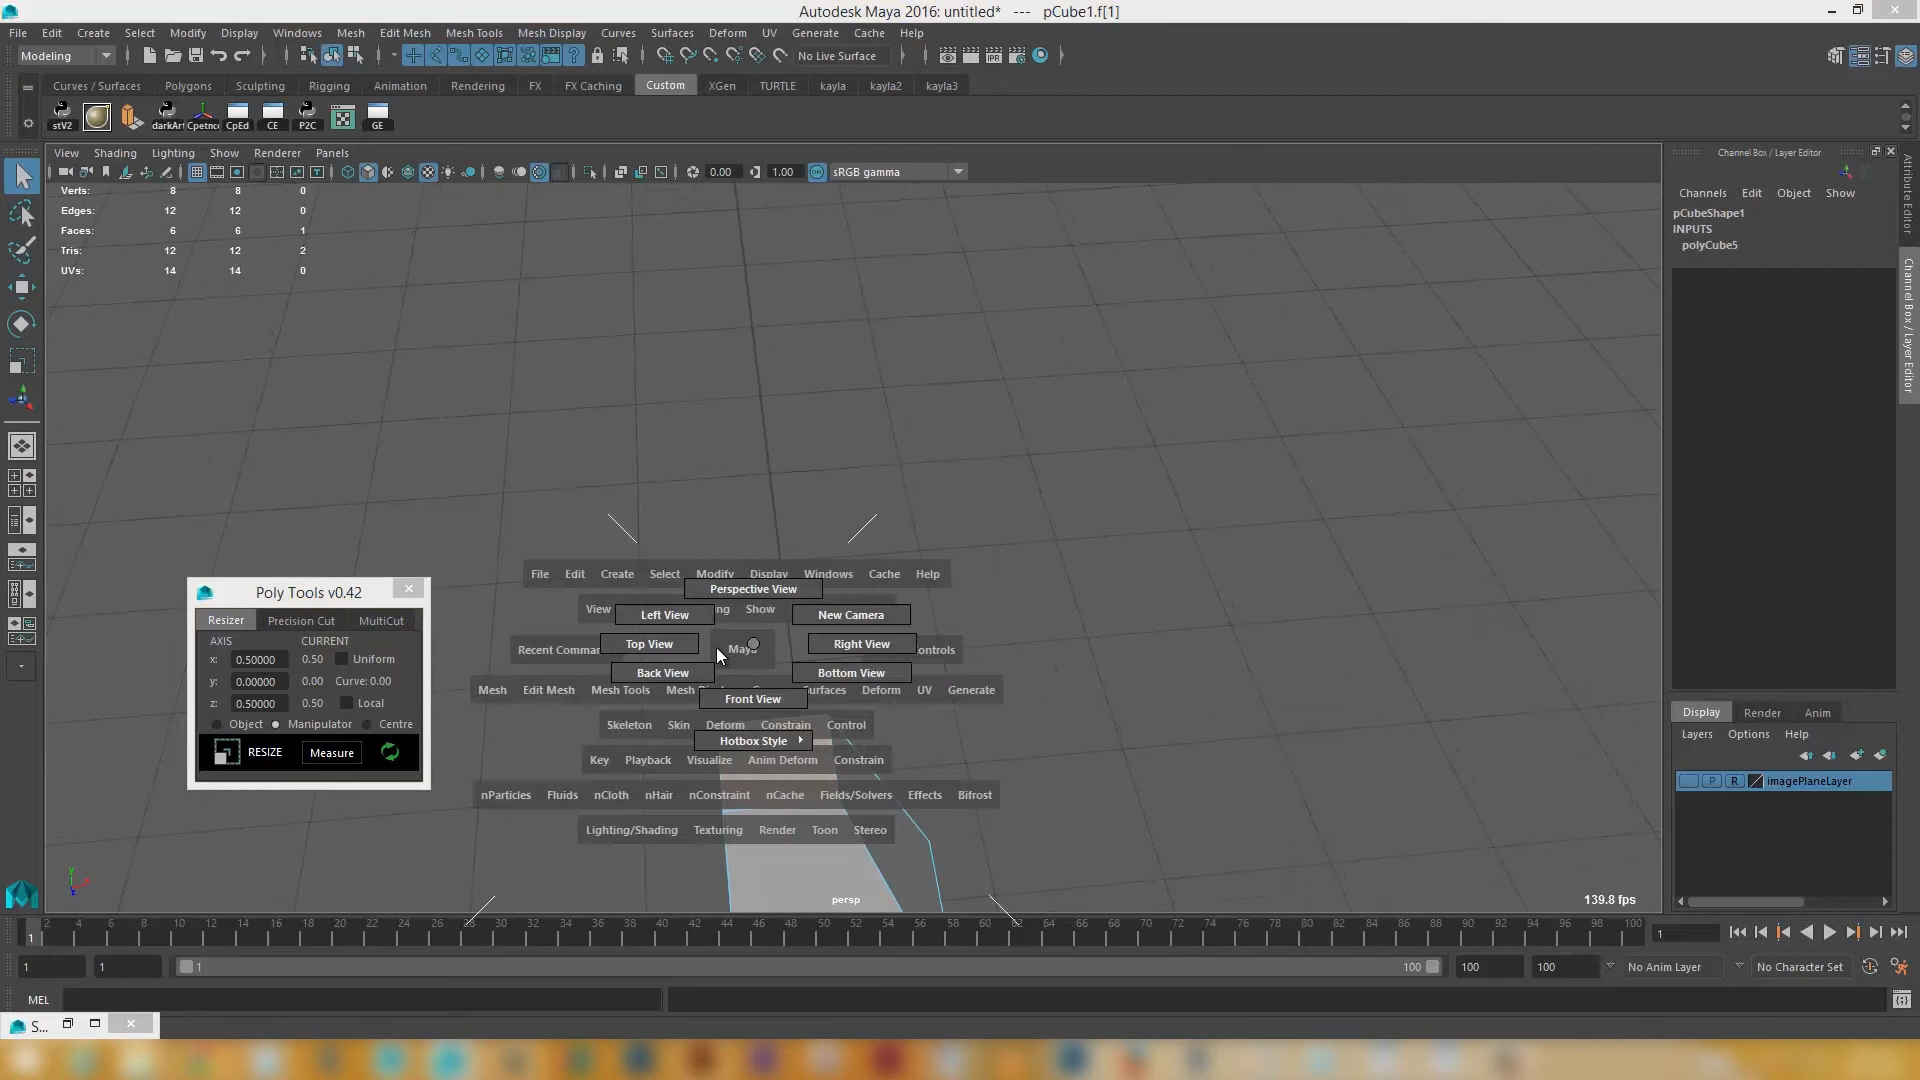 Autodesk Maya 2016: untitled* --- pCube1.f[1]
File Edit Create Select Modify Display Windows Mesh Edit Mesh Mesh Tools Mesh Display Curves Surfaces Deform UV Generate Cache Help
Modeling No Live Surface
Curves / Surfaces Polygons Sculpting Rigging Animation Rendering FX FX Caching Custom XGen TURTLE kayla kayla2 kayla3
stV2 darkArt Cpetnce CpEd CE P2C GE
View Shading Lighting Show Renderer Panels
0.00 1.00 ON sRGB gamma
Verts: 8 8 0
Edges: 12 12 0
Faces: 6 6 1
Tris: 12 12 2
UVs: 14 14 0
Channel Box / Layer Editor
Channels Edit Object Show
pCubeShape1
INPUTS
polyCube5
Attribute Editor
Channel Box / Layer Editor
File Edit Create Select Modify Display Windows Cache Help
Perspective View
View ng Show
Left View New Camera
Top View Right View
Recent Comman Maya ontrols
Back View Bottom View
Mesh Edit Mesh Mesh Tools Mesh urfaces Deform UV Generate
Front View
Skeleton Skin Deform Constrain Control
Hotbox Style
Key Playback Visualize Anim Deform Constrain
nParticles Fluids nCloth nHair nConstraint nCache Fields/Solvers Effects Bifrost
Lighting/Shading Texturing Render Toon Stereo
persp
139.8 fps
Poly Tools v0.42
Resizer Precision Cut MultiCut
AXIS CURRENT
x: 0.50000 0.50 Uniform
y: 0.00000 0.00 Curve: 0.00
z: 0.50000 0.50 Local
Object Manipulator Centre
RESIZE Measure
Display Render Anim
Layers Options Help
P R imagePlaneLayer
2 4 6 8 10 12 14 16 18 20 22 24 26 28 30 32 34 36 38 40 42 44 46 48 50 52 54 56 58 60 62 64 66 68 70 72 74 76 78 80 82 84 86 88 90 92 94 96 98 100
1 1
1 1 1 100 100 100 No Anim Layer No Character Set
MEL
S...